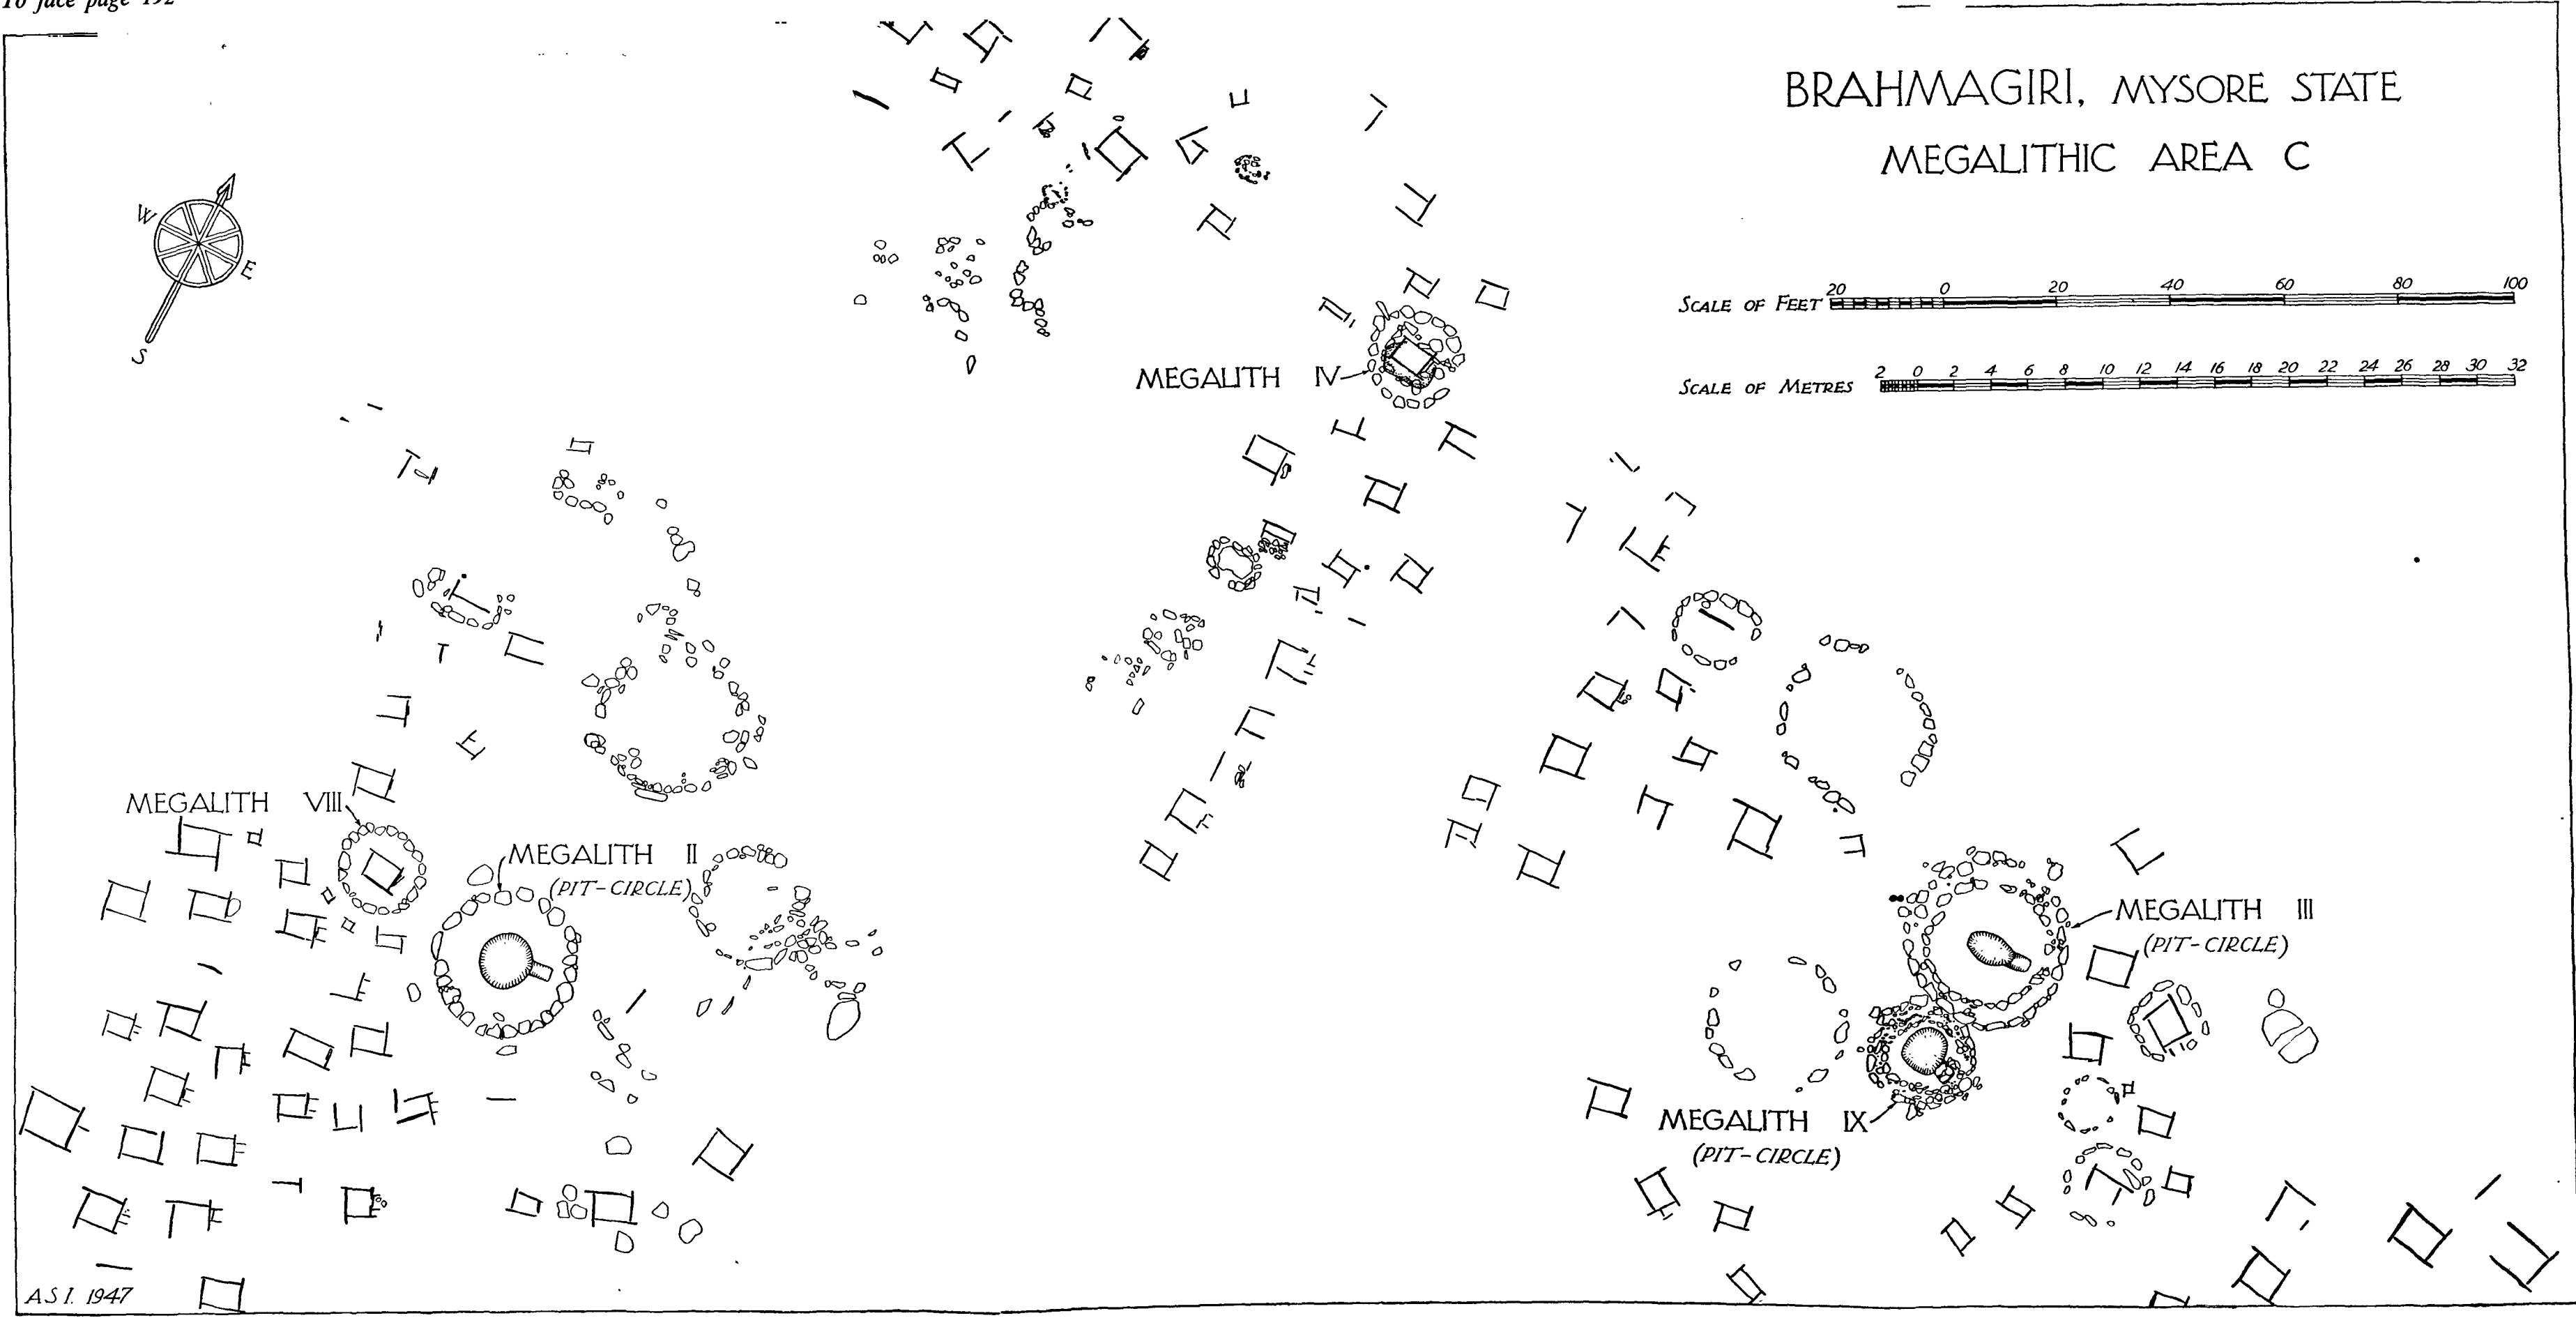 To face page 192
BRAHMAGIRI, MYSORE STATE
MEGALITHIC AREA C
W
E
S
SCALE OF FEET 20 0 20 40 60 80 100
SCALE OF METRES 2 0 2 4 6 8 10 12 14 16 18 20 22 24 26 28 30 32
MEGALITH IV
MEGALITH VIII
MEGALITH II
(PIT-CIRCLE)
MEGALITH III
(PIT-CIRCLE)
MEGALITH IX
(PIT-CIRCLE)
A.S.I. 1947